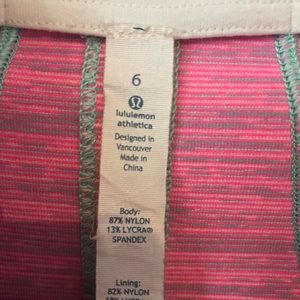 6
lululemon
athletica
Designed in
Vancouver
Made in
China
Body:
87% NYLON
13% LYCRA®
SPANDEX
Lining:
82% NYLON